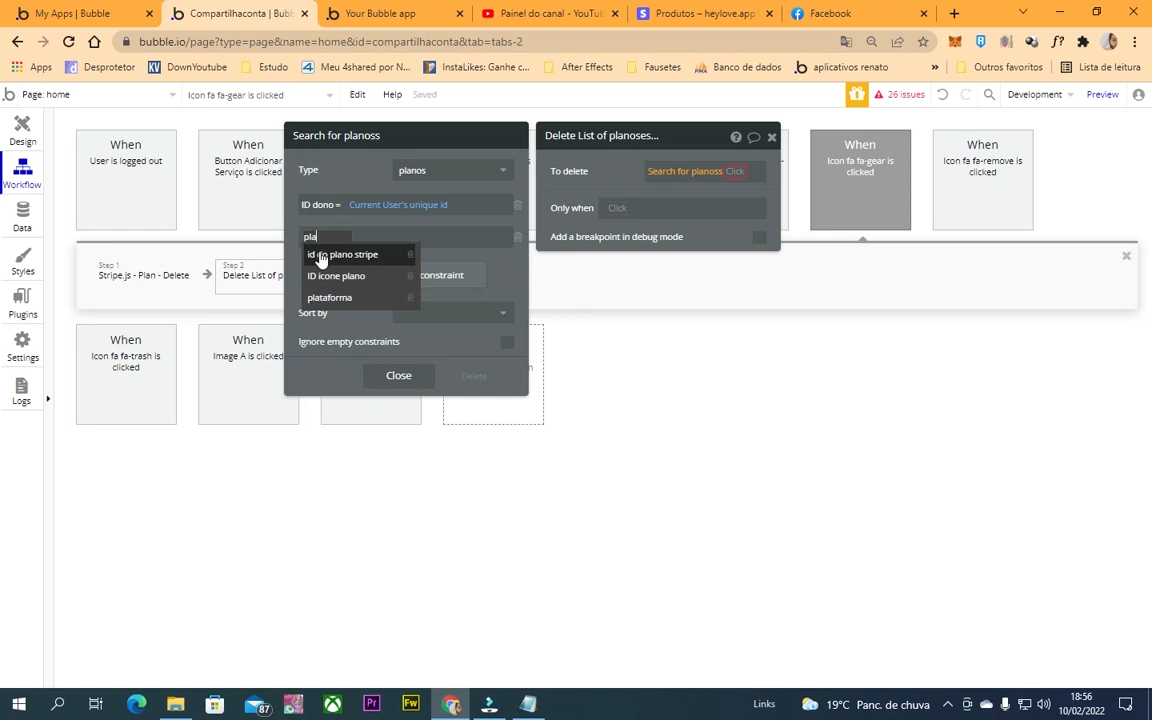 My Apps | Bubble
Compartilhaconta | Bubb
Your Bubble app
Painel do canal - YouTu
Produtos – heylove.app
Facebook
bubble.io/page?type=page&name=home&id=compartilhaconta&tab=tabs-2
Apps
Desprotetor
DownYoutube
Estudo
Meu 4shared por N...
InstaLikes: Ganhe c...
After Effects
Fausetes
Banco de dados
aplicativos renato
»
Outros favoritos
Lista de leitura
Page: home
Icon fa fa-gear is clicked
Edit
Help
Saved
26 issues
Development
Preview
Design
Workflow
Data
Styles
Plugins
Settings
Logs
When
User is logged out
When
Button Adicionar
Serviço is clicked
When
Icon fa fa-gear is
clicked
When
Icon fa fa-remove is
clicked
Search for planoss
Type
planos
ID dono =
Current User's unique id
pla
id do plano stripe
ID icone plano
plataforma
constraint
Sort by
Ignore empty constraints
Close
Delete
Delete List of planoses...
To delete
Search for planoss
Click
Only when
Click
Add a breakpoint in debug mode
Step 1
Stripe.js - Plan - Delete
Step 2
Delete List of p
When
Icon fa fa-trash is
clicked
When
Image A is clicked
87
Pr
Fw
Links
19°C
Panc. de chuva
18:56
10/02/2022